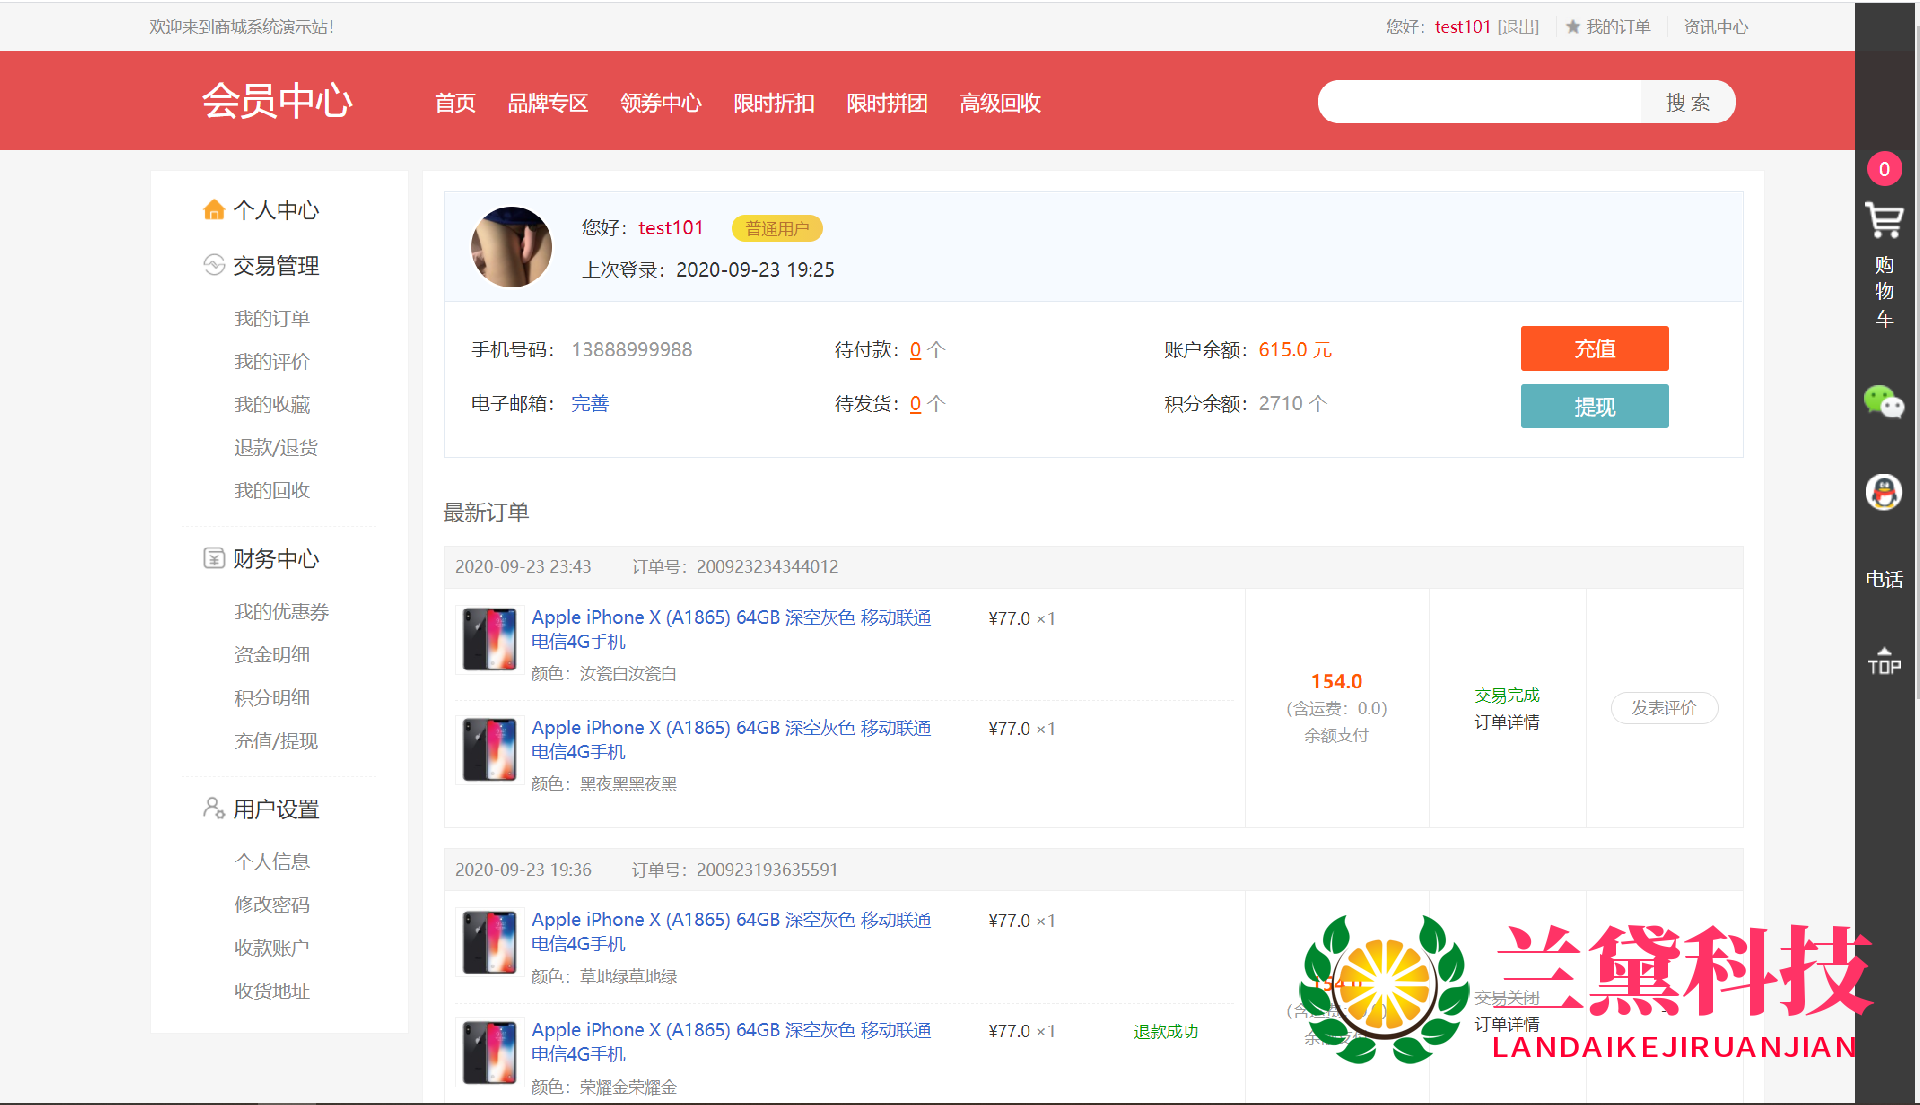 欢迎来到商城系统演示站!
您好： test101 [退出] 我的订单 资讯中心
会员中心 首页 品牌专区 领券中心 限时折扣 限时拼团 高级回收 搜 索
0
购物车
电话
TOP
个人中心
交易管理
我的订单
我的评价
我的收藏
退款/退货
我的回收
财务中心
我的优惠券
资金明细
积分明细
充值/提现
用户设置
个人信息
修改密码
收款账户
收货地址
您好：test101 普通用户
上次登录：2020-09-23 19:25
手机号码： 13888999988 待付款：0 个 账户余额：615.0 元 充值
电子邮箱： 完善 待发货：0 个 积分余额：2710 个 提现
最新订单
2020-09-23 23:43 订单号：200923234344012
Apple iPhone X (A1865) 64GB 深空灰色 移动联通
电信4G手机
颜色：汝瓷白汝瓷白
¥77.0 ×1
Apple iPhone X (A1865) 64GB 深空灰色 移动联通
电信4G手机
颜色：黑夜黑黑夜黑
¥77.0 ×1
154.0
(含运费：0.0)
余额支付
交易完成
订单详情
发表评价
2020-09-23 19:36 订单号：200923193635591
Apple iPhone X (A1865) 64GB 深空灰色 移动联通
电信4G手机
颜色：草地绿草地绿
¥77.0 ×1
Apple iPhone X (A1865) 64GB 深空灰色 移动联通
电信4G手机
颜色：荣耀金荣耀金
¥77.0 ×1
退款成功
154.0
交易关闭
订单详情
兰黛科技
LANDAIKEJIRUANJIAN